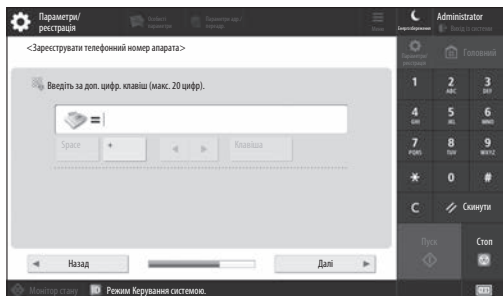 Параметри/
реєстрація
Administrator
<Зареєструвати телефонний номер апарата>
Головний
Введіть за доп. цифр. клавіш (макс. 20 цифр).
=
Space
+
Клавіша
1
2
ABC
3
DEF
4
GHI
5
JKL
6
MNO
7
PQRS
8
TUV
9
WXYZ
*
0
#
C
Скинути
Пуск
Стоп
Назад
Далі
Монітор стану
Режим Керування системою.